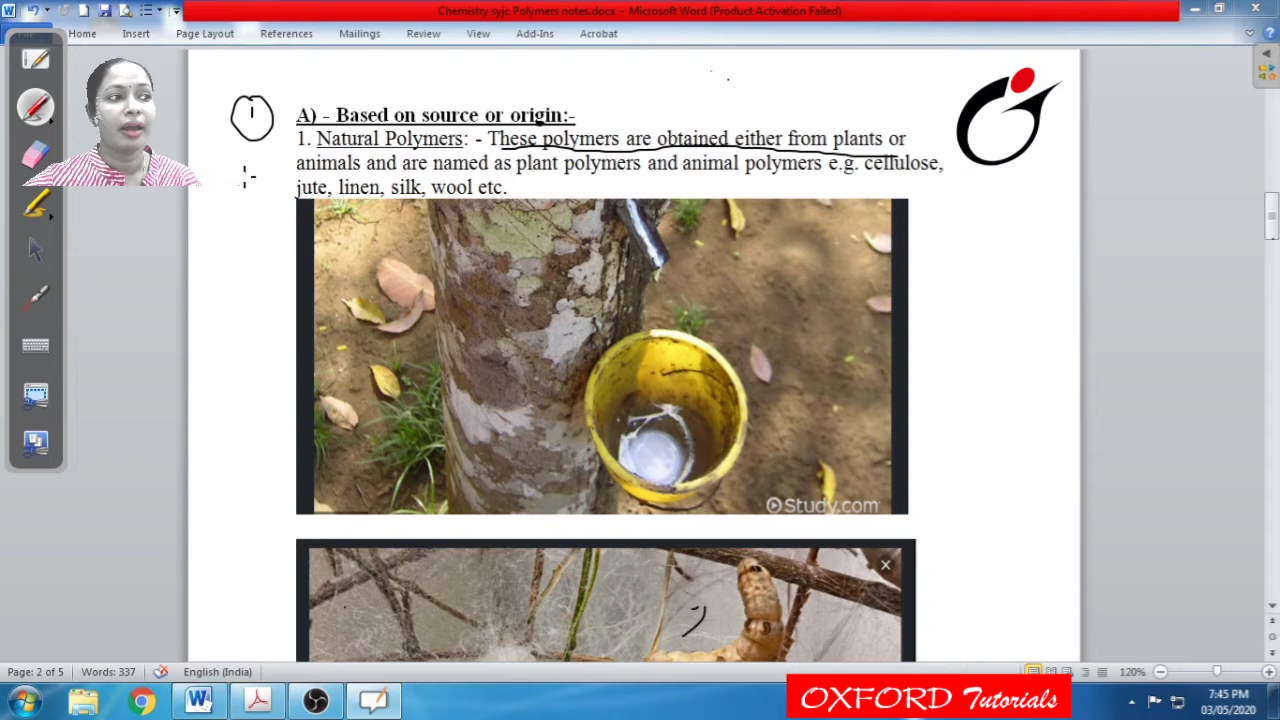 Chemistry syjc Polymers notes.docx - Microsoft Word (Product Activation Failed)
File Home Insert Page Layout References Mailings Review View Add-Ins Acrobat
1
A) - Based on source or origin:-
1. Natural Polymers: - These polymers are obtained either from plants or
animals and are named as plant polymers and animal polymers e.g. cellulose,
jute, linen, silk, wool etc.
Study.com
Page: 2 of 5 Words: 337 English (India) 120%
OXFORD Tutorials
7:45 PM
03/05/2020